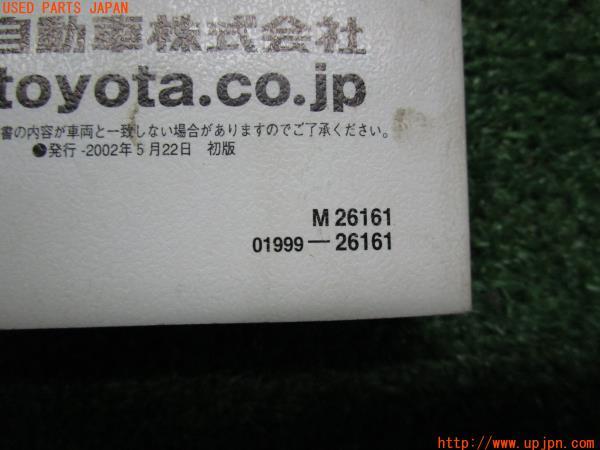 USED PARTS JAPAN
自動車株式会社
toyota.co.jp
書の内容が車両と一致しない場合がありますのでご了承ください。
●発行-2002年5月22日 初版
M 26161
01999—26161
http://www.upjpn.com/